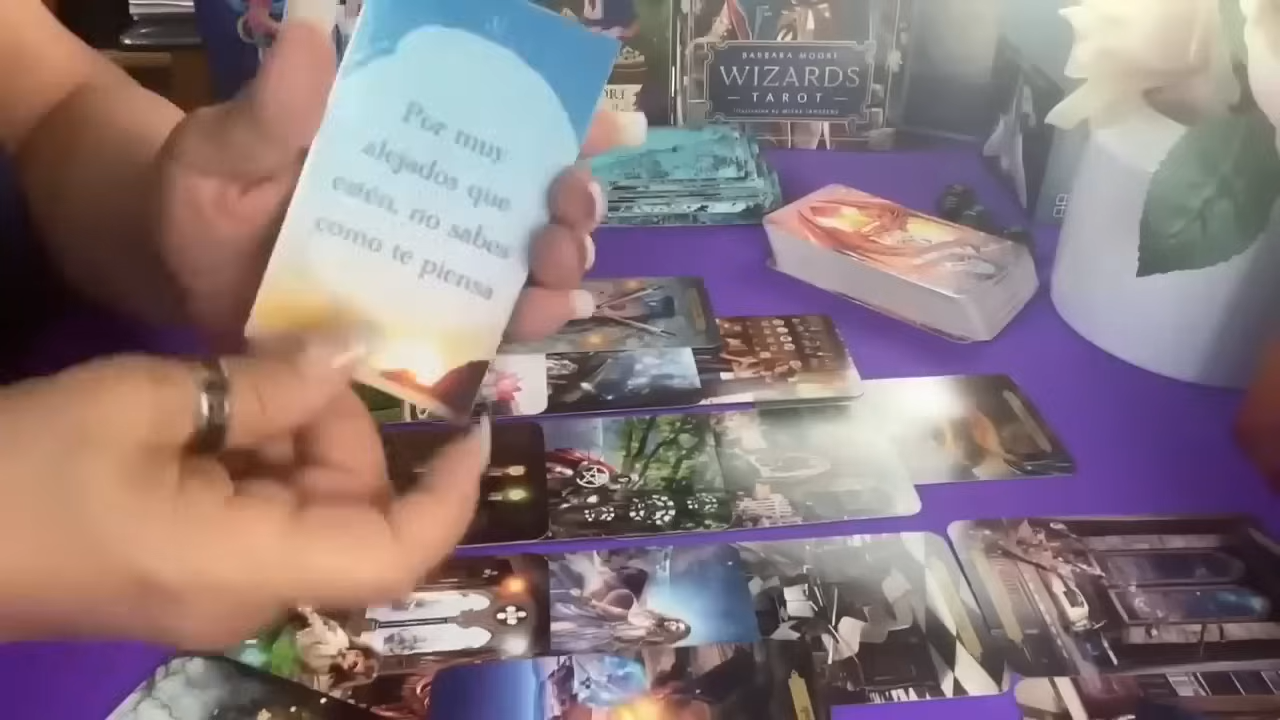 Por muy
alejados que
estén, no sabes
como te piensa
BARBARA MOORE
WIZARDS
TAROT